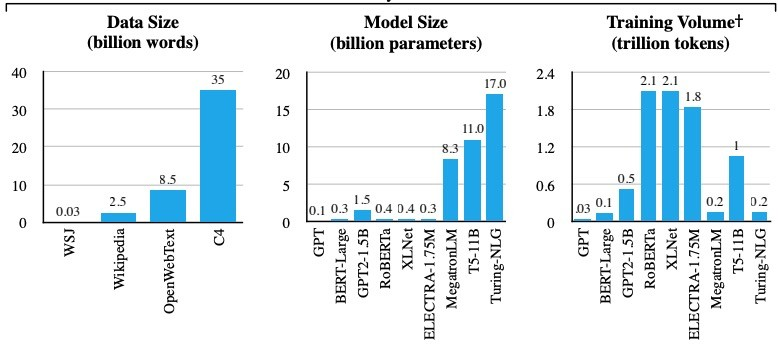 Data Size
(billion words)
40
30
20
10
0
0.03
2.5
8.5
35
WSJ
Wikipedia
OpenWebText
C4
Model Size
(billion parameters)
20
15
10
5
0
0.1
0.3
1.5
0.4
0.4
0.3
8.3
11.0
17.0
GPT
BERT-Large
GPT2-1.5B
RoBERTa
XLNet
ELECTRA-1.75M
MegatronLM
T5-11B
Turing-NLG
Training Volume†
(trillion tokens)
2.4
1.8
1.2
0.6
0
.03
0.1
0.5
2.1
2.1
1.8
0.2
1
0.2
GPT
BERT-Large
GPT2-1.5B
RoBERTa
XLNet
ELECTRA-1.75M
MegatronLM
T5-11B
Turing-NLG